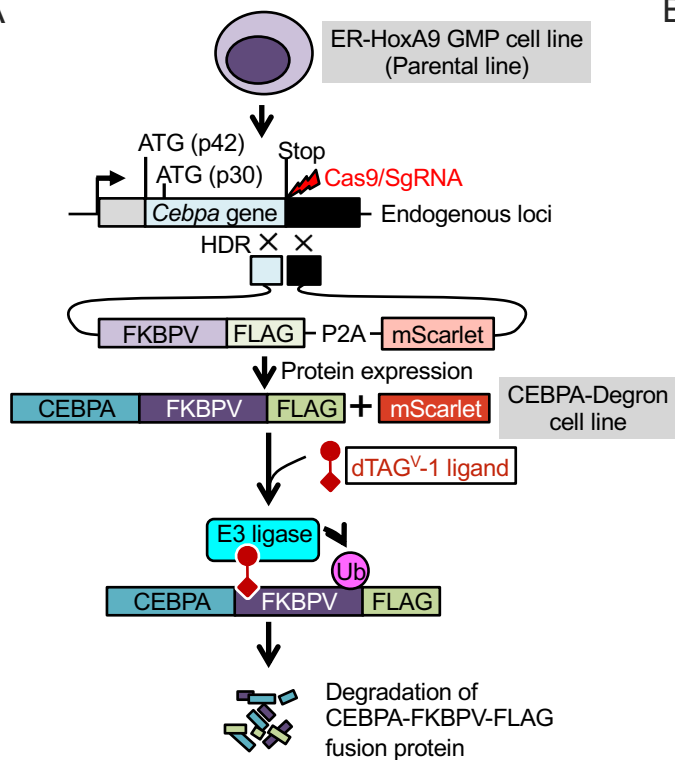 A
E
ER-HoxA9 GMP cell line
(Parental line)
ATG (p42)
Stop
ATG (p30)
Cas9/SgRNA
Cebpa gene
Endogenous loci
HDR
FKBPV
FLAG
P2A
mScarlet
Protein expression
CEBPA
FKBPV
FLAG
+
mScarlet
CEBPA-Degron
cell line
dTAGⱽ-1 ligand
E3 ligase
Ub
CEBPA
FKBPV
FLAG
Degradation of
CEBPA-FKBPV-FLAG
fusion protein